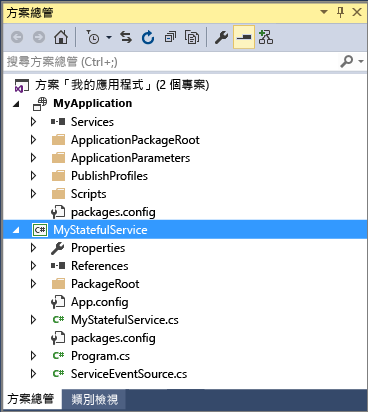 方案總管
搜尋方案總管 (Ctrl+;)
方案「我的應用程式」(2 個專案)
MyApplication
Services
ApplicationPackageRoot
ApplicationParameters
PublishProfiles
Scripts
packages.config
C# MyStatefulService
Properties
References
PackageRoot
App.config
C# MyStatefulService.cs
packages.config
C# Program.cs
C# ServiceEventSource.cs
方案總管 類別檢視